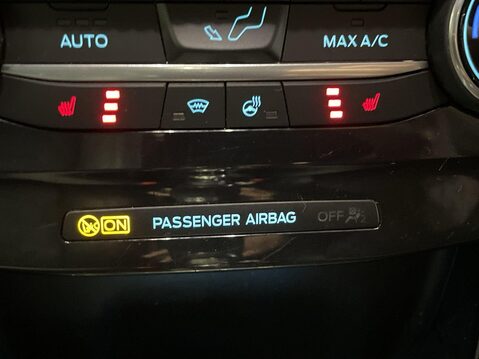 AUTO
MAX A/C
ON PASSENGER AIRBAG OFF